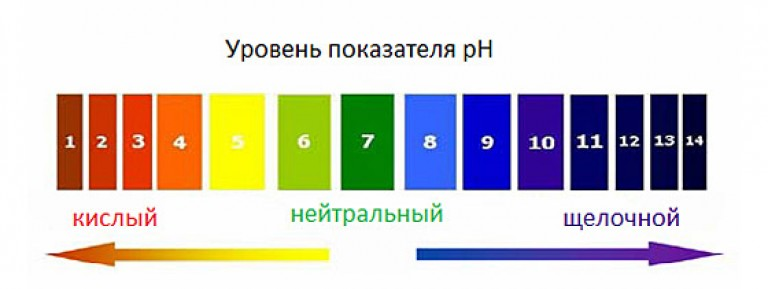 Уровень показателя pH
1 2 3 4 5 6 7 8 9 10 11 12 13 14
кислый нейтральный щелочной